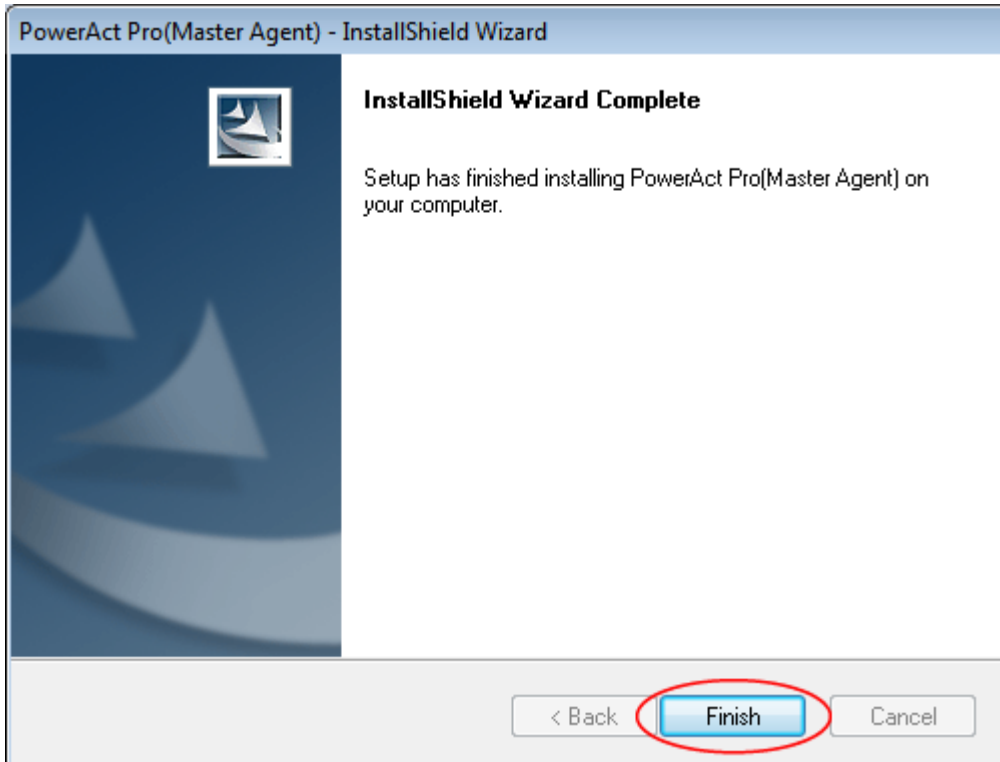 PowerAct Pro(Master Agent) - InstallShield Wizard
InstallShield Wizard Complete
Setup has finished installing PowerAct Pro(Master Agent) on
your computer.
< Back
Finish
Cancel